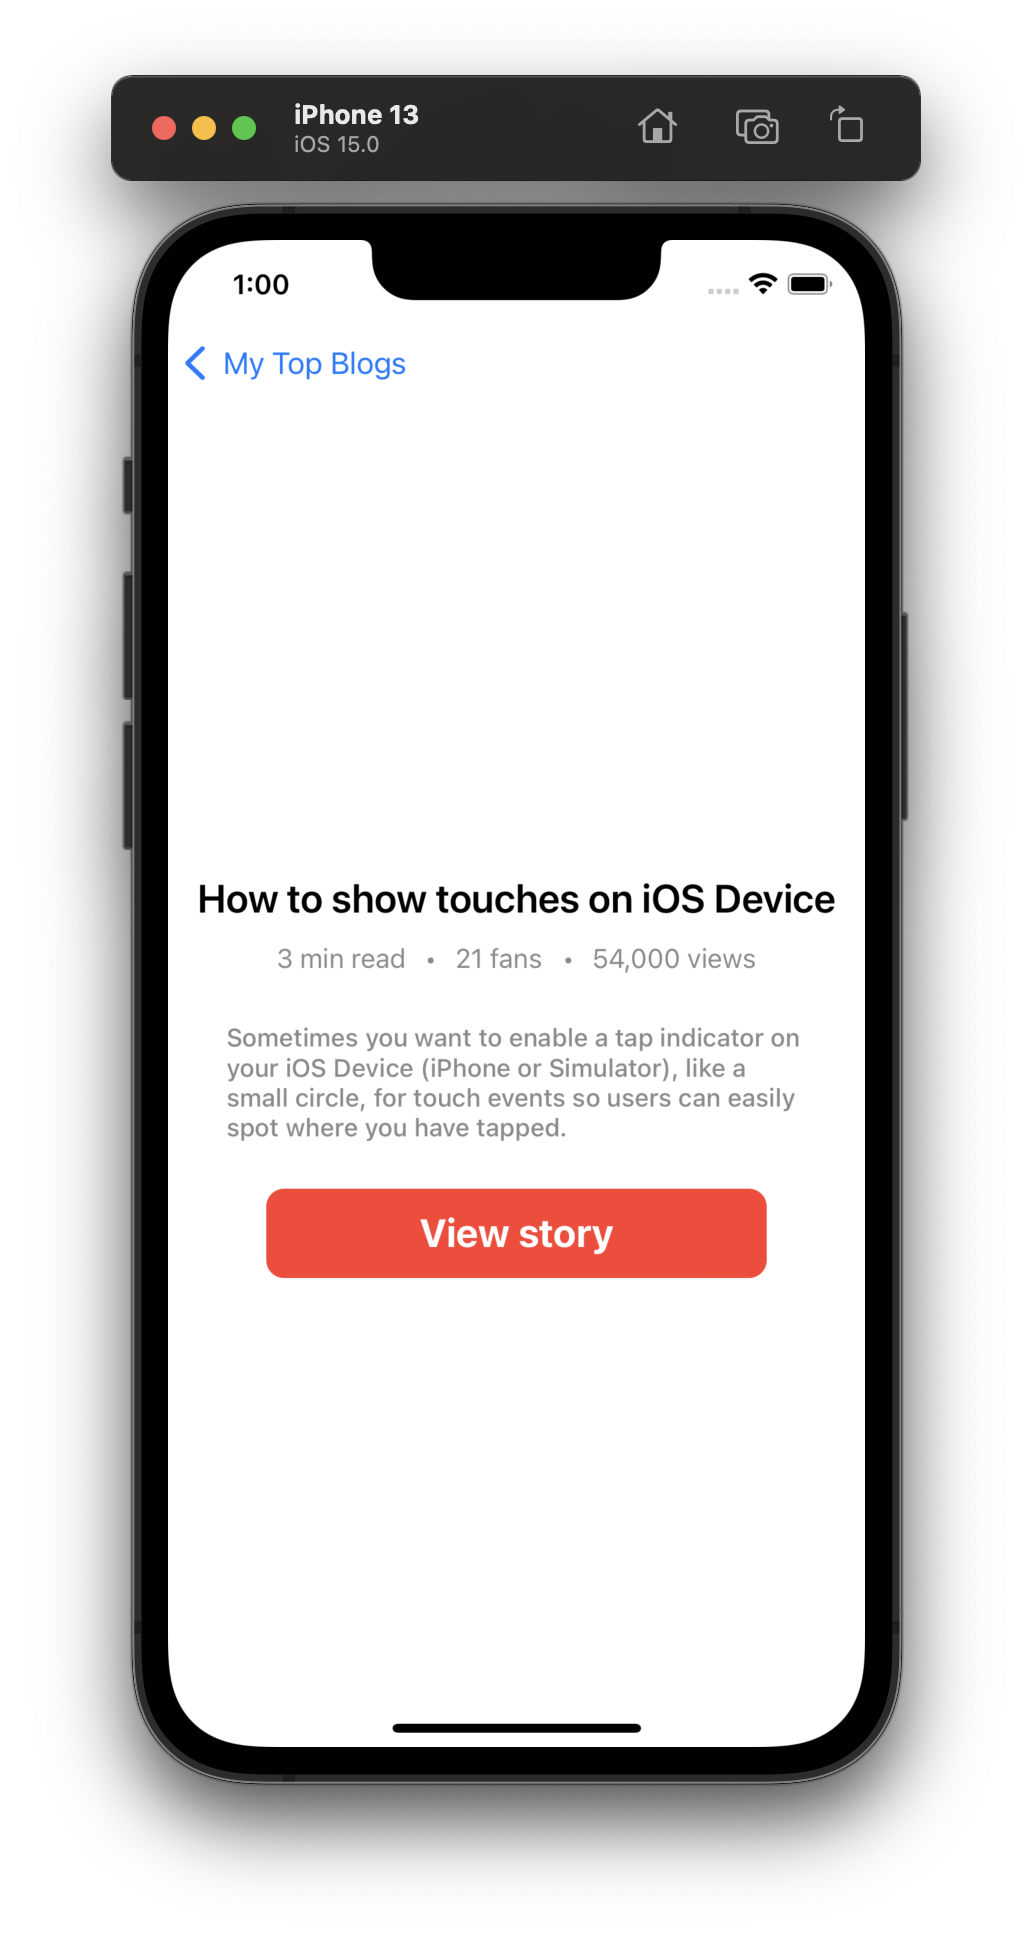 iPhone 13
iOS 15.0
1:00
My Top Blogs
How to show touches on iOS Device
3 min read • 21 fans • 54,000 views
Sometimes you want to enable a tap indicator on
your iOS Device (iPhone or Simulator), like a
small circle, for touch events so users can easily
spot where you have tapped.
View story